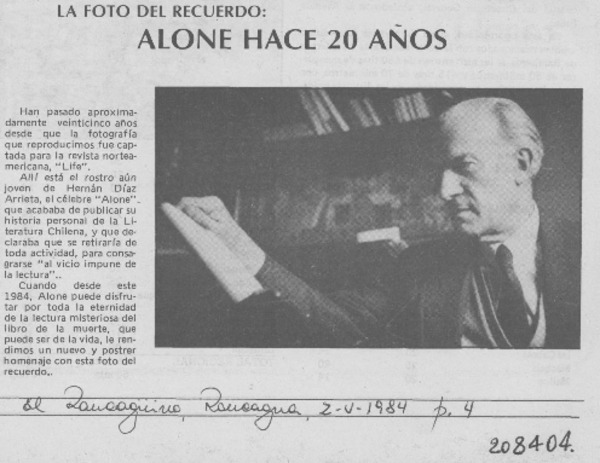 LA FOTO DEL RECUERDO:
ALONE HACE 20 AÑOS
Han pasado aproxima-
damente veinticinco años
desde que la fotografía
que reproducimos fue cap-
tada para la revista nortea-
mericana, "Life".
Allí está el rostro aún
joven de Hernán Díaz
Arrieta, el célebre "Alone".
que acababa de publicar su
historia personal de la Li-
teratura Chilena, y que de-
claraba que se retiraría de
toda actividad, para consa-
grarse "al vicio impune de
la lectura"..
Cuando desde este
1984, Alone puede disfru-
tar por toda la eternidad
de la lectura misteriosa del
libro de la muerte, que
puede ser de la vida, le ren-
dimos un nuevo y postrer
homenaje con esta foto del
recuerdo..
El Rancagüino, Rancagua, 2-V-1984 p. 4
208404.